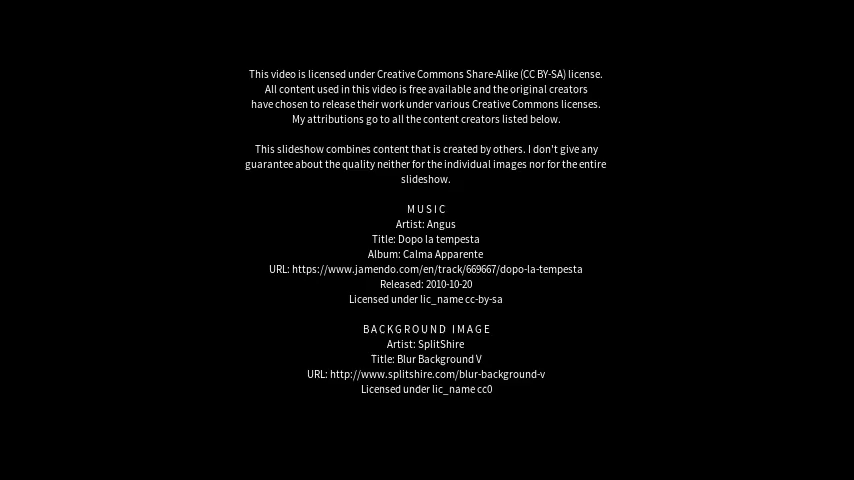 This video is licensed under Creative Commons Share-Alike (CC BY-SA) license.
All content used in this video is free available and the original creators
have chosen to release their work under various Creative Commons licenses.
My attributions go to all the content creators listed below.
This slideshow combines content that is created by others. I don't give any
guarantee about the quality neither for the individual images nor for the entire
slideshow.
MUSIC
Artist: Angus
Title: Dopo la tempesta
Album: Calma Apparente
URL: https://www.jamendo.com/en/track/669667/dopo-la-tempesta
Released: 2010-10-20
Licensed under lic_name cc-by-sa
BACKGROUND IMAGE
Artist: SplitShire
Title: Blur Background V
URL: http://www.splitshire.com/blur-background-v
Licensed under lic_name cc0